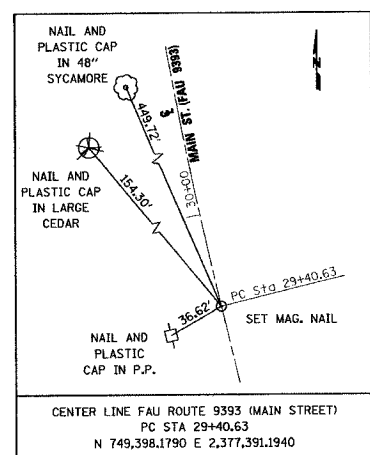 NAIL AND
PLASTIC CAP
IN 48"
SYCAMORE
MAIN ST. (FAU 9393)
℄
449.72'
30+00
154.30'
NAIL AND
PLASTIC CAP
IN LARGE
CEDAR
PC Sta 29+40.63
36.62'
SET MAG. NAIL
NAIL AND
PLASTIC
CAP IN P.P.
CENTER LINE FAU ROUTE 9393 (MAIN STREET)
PC STA 29+40.63
N 749,398.1790 E 2,377,391.1940